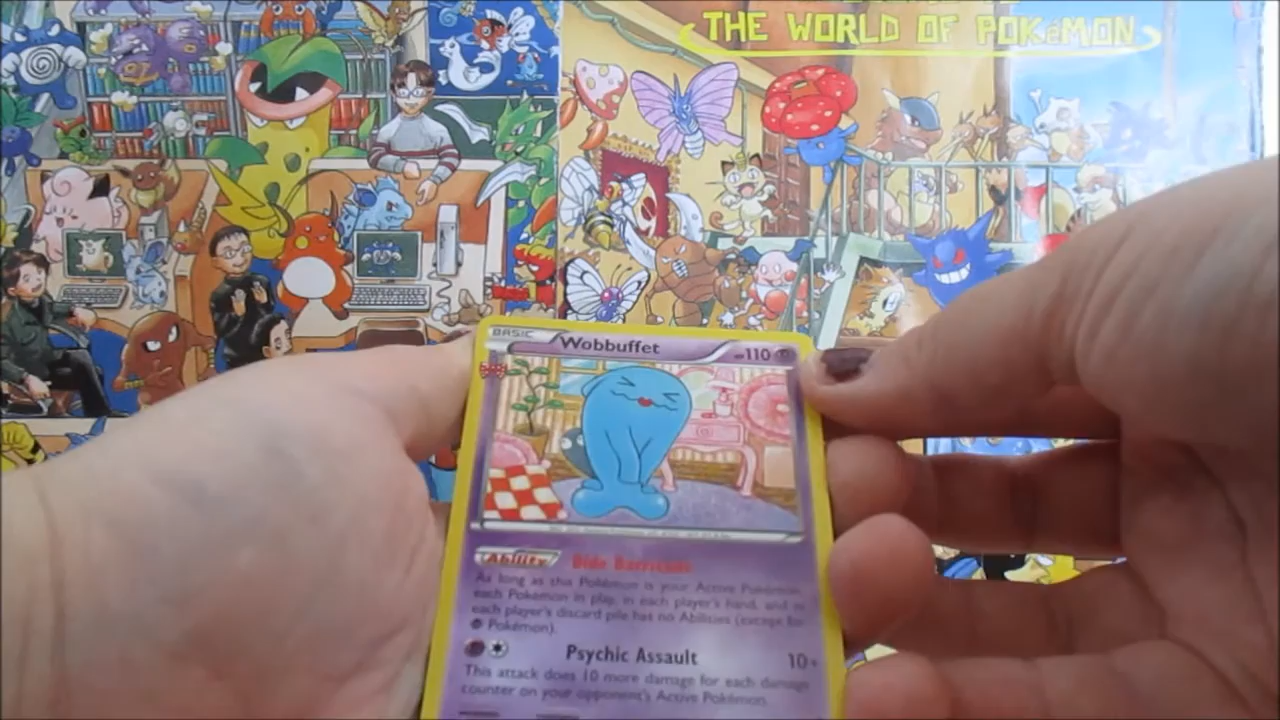 THE WORLD OF POKéMON
BASIC
Wobbuffet
HP110
Ability
Bide Barricade
As long as this Pokémon is your Active Pokémon,
each Pokémon in play, in each player's hand, and in
each player's discard pile has no Abilities (except for
Pokémon).
Psychic Assault 10+
This attack does 10 more damage for each damage
counter on your opponent's Active Pokémon.